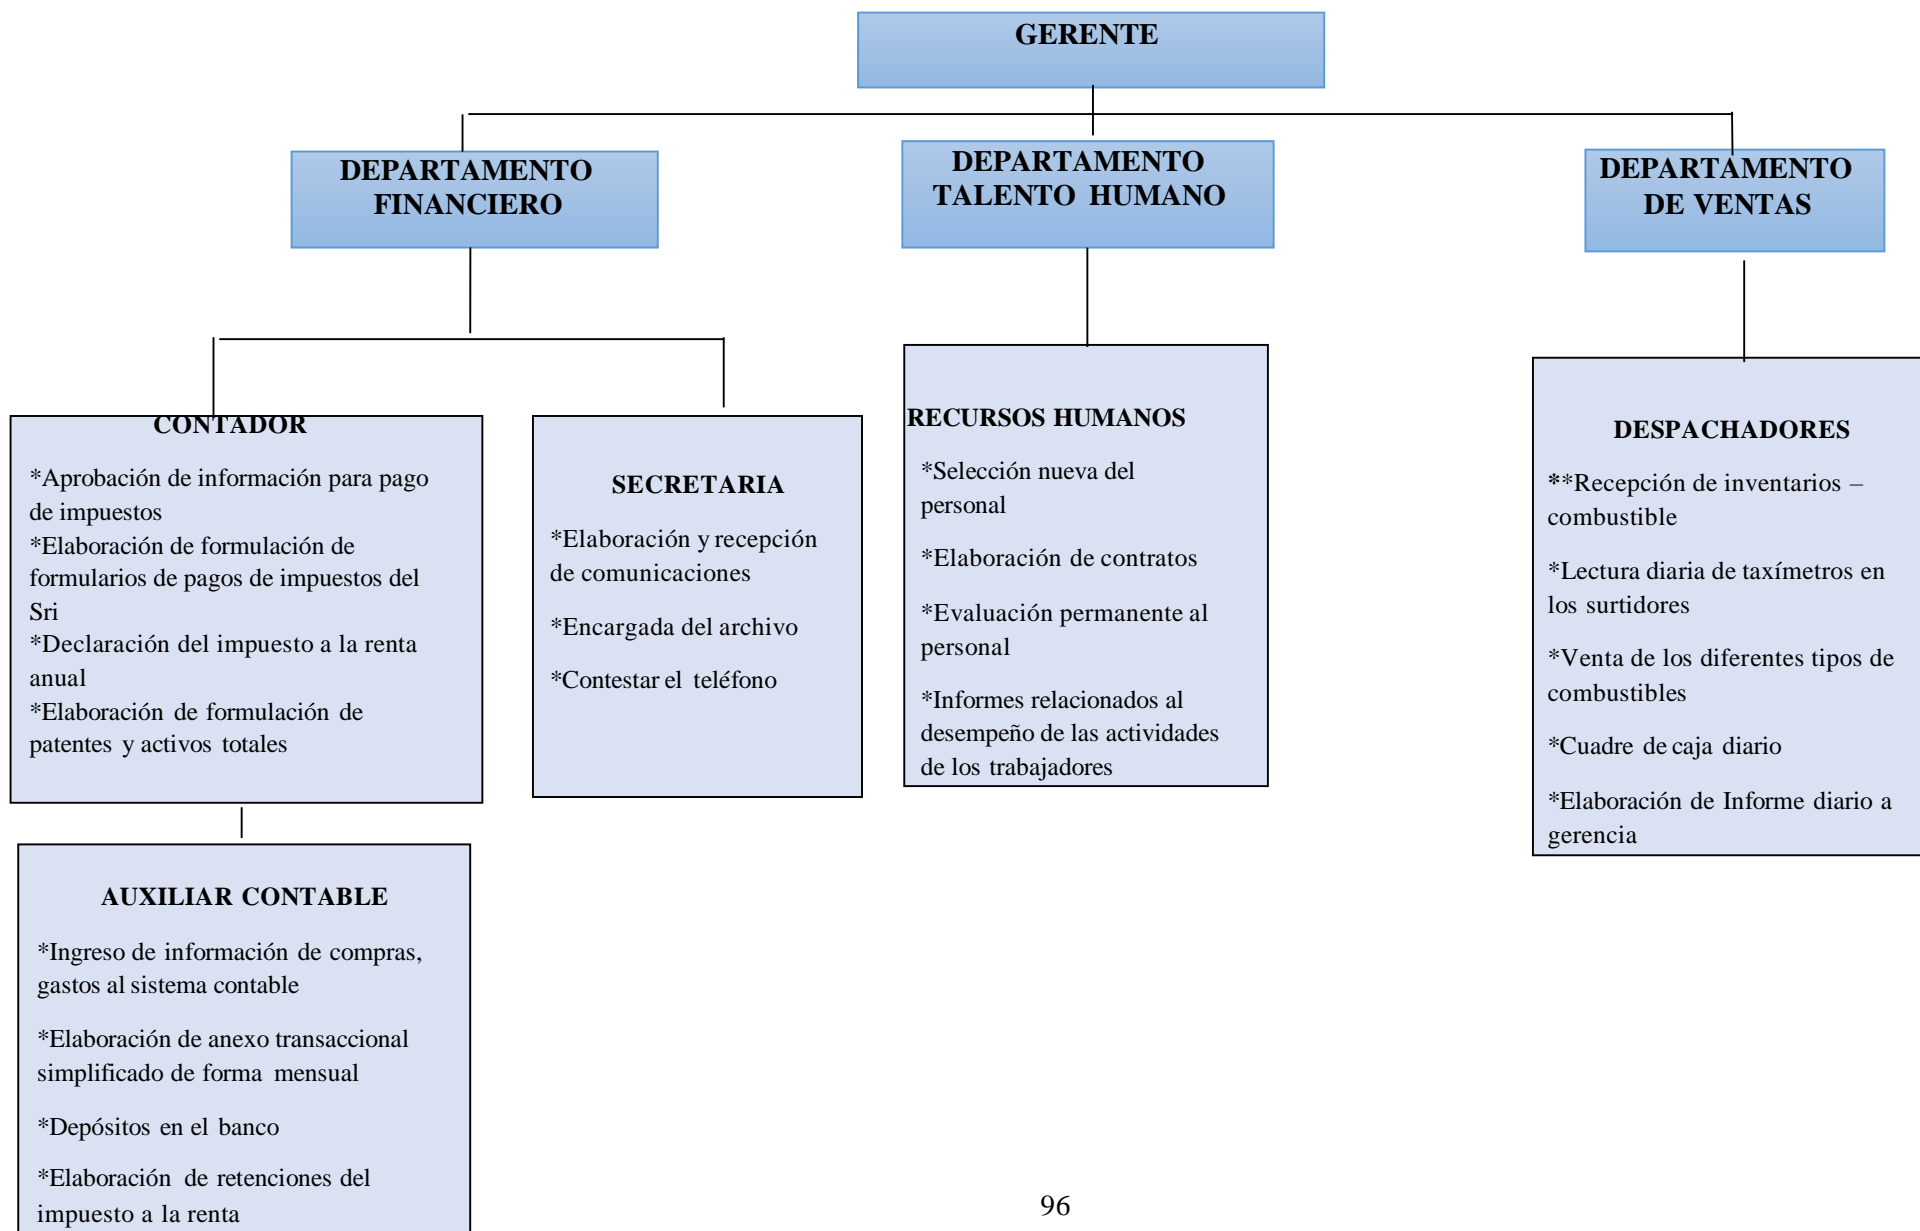 GERENTE
DEPARTAMENTO
FINANCIERO
DEPARTAMENTO
TALENTO HUMANO
DEPARTAMENTO
DE VENTAS
CONTADOR
*Aprobación de información para pago
de impuestos
*Elaboración de formulación de
formularios de pagos de impuestos del
Sri
*Declaración del impuesto a la renta
anual
*Elaboración de formulación de
patentes y activos totales
SECRETARIA
*Elaboración y recepción
de comunicaciones
*Encargada del archivo
*Contestar el teléfono
RECURSOS HUMANOS
*Selección nueva del
personal
*Elaboración de contratos
*Evaluación permanente al
personal
*Informes relacionados al
desempeño de las actividades
de los trabajadores
DESPACHADORES
**Recepción de inventarios –
combustible
*Lectura diaria de taxímetros en
los surtidores
*Venta de los diferentes tipos de
combustibles
*Cuadre de caja diario
*Elaboración de Informe diario a
gerencia
AUXILIAR CONTABLE
*Ingreso de información de compras,
gastos al sistema contable
*Elaboración de anexo transaccional
simplificado de forma mensual
*Depósitos en el banco
*Elaboración de retenciones del
impuesto a la renta
96